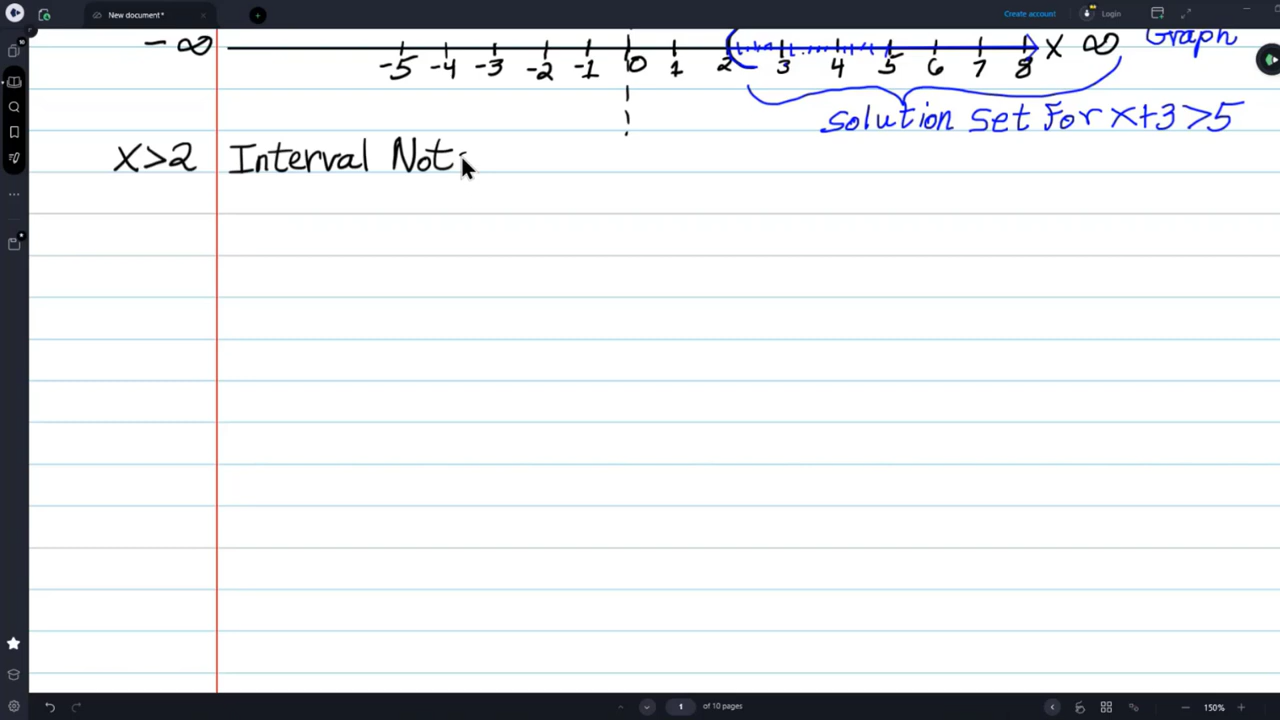 New document*
Create account
Login
- ∞ -5 -4 -3 -2 -1 0 1 2 3 4 5 6 7 8 X ∞ Graph
solution set For x+3>5
X>2 Interval Not
1 of 10 pages
150%